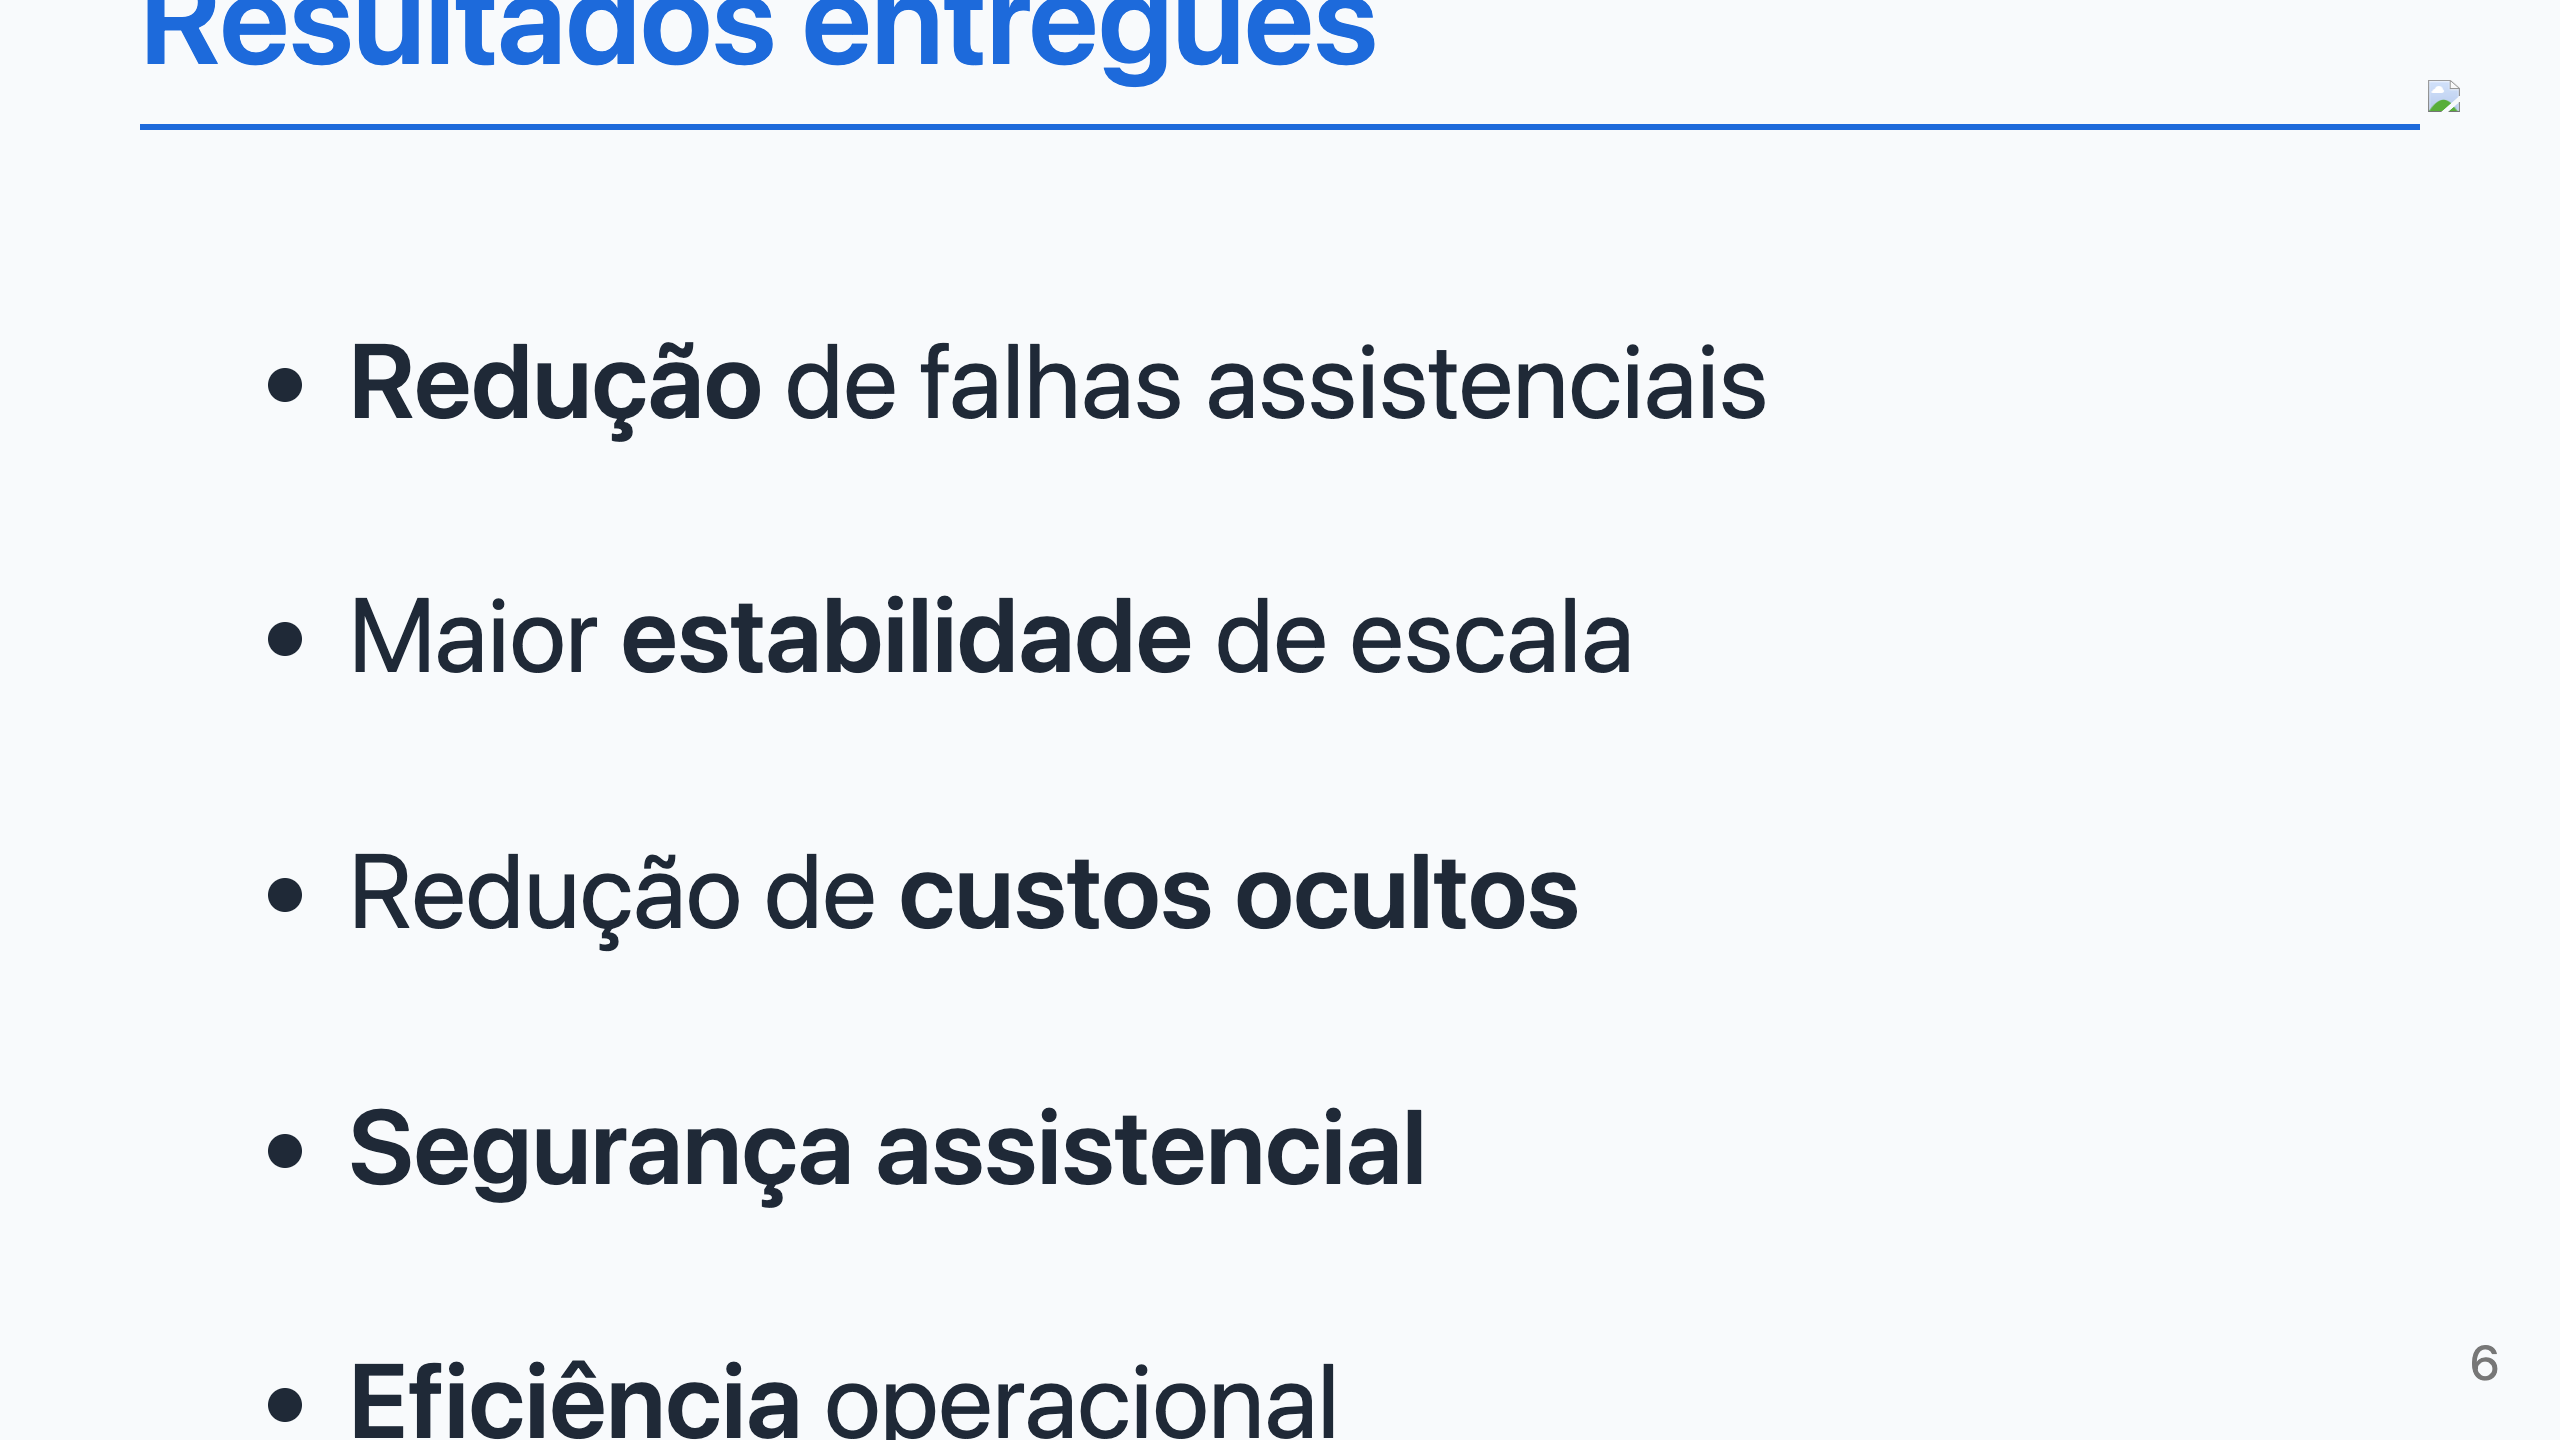 Resultados entregues
• Redução de falhas assistenciais
• Maior estabilidade de escala
• Redução de custos ocultos
• Segurança assistencial
• Eficiência operacional
6